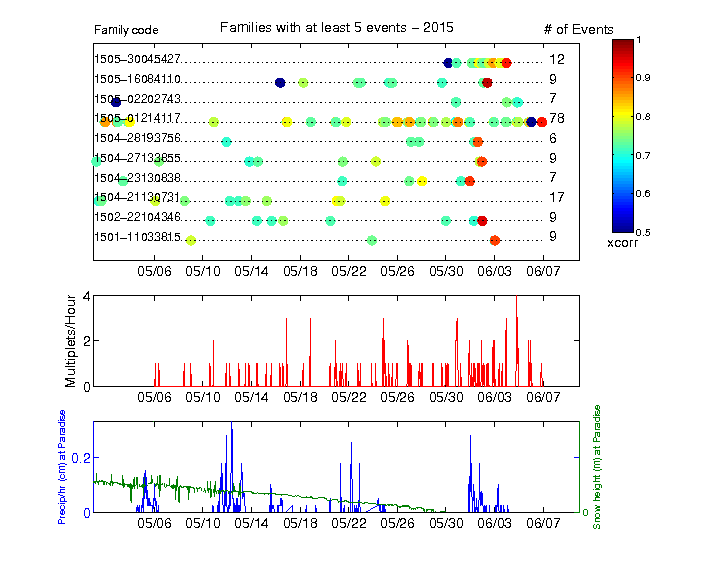 Family code Families with at least 5 events − 2015 # of Events
1505−30045427 12
1505−16084110 9
1505−02202743 7
1505−01214117 78
1504−28193756 6
1504−27133855 9
1504−23130838 7
1504−21130731 17
1502−22104346 9
1501−11033815 9
05/06 05/10 05/14 05/18 05/22 05/26 05/30 06/03 06/07
1
0.9
0.8
0.7
0.6
0.5
xcorr
Multiplets/Hour
4
2
0
05/06 05/10 05/14 05/18 05/22 05/26 05/30 06/03 06/07
Precip/hr (cm) at Paradise
0.2
0
0
Snow height (m) at Paradise
05/06 05/10 05/14 05/18 05/22 05/26 05/30 06/03 06/07